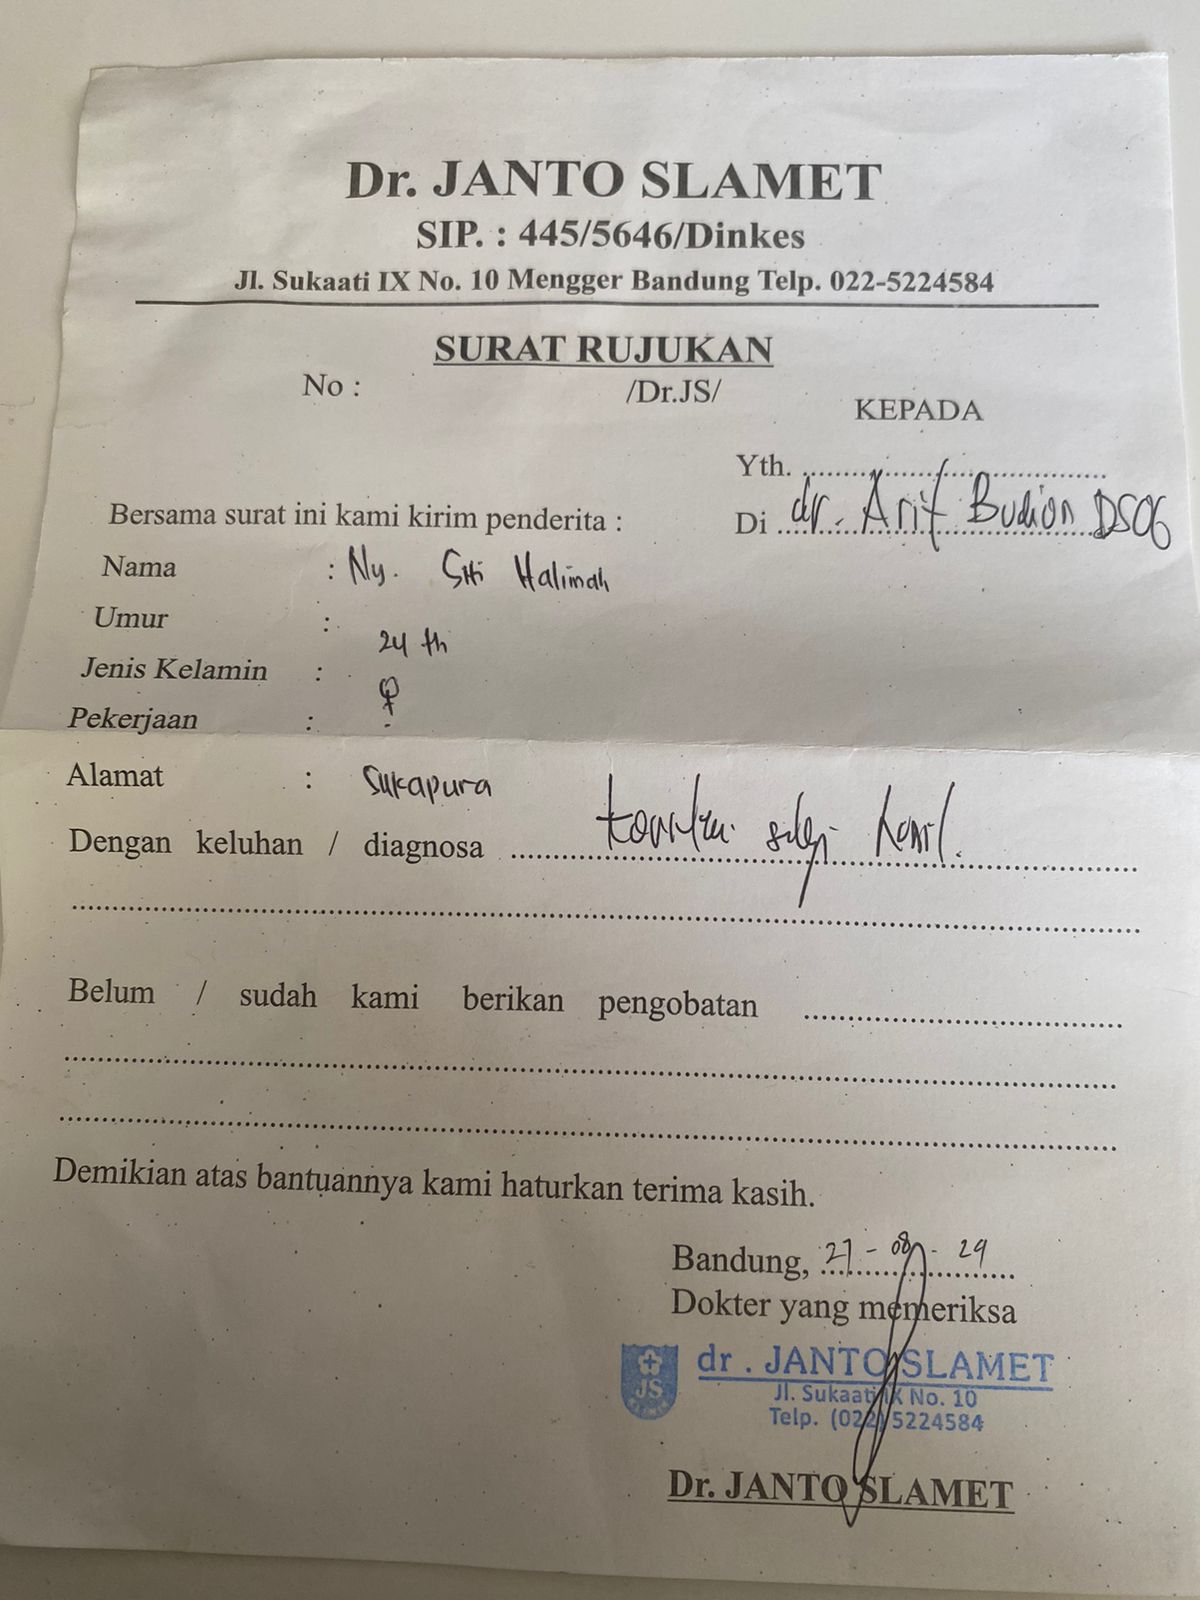 Dr. JANTO SLAMET
SIP. : 445/5646/Dinkes
Jl. Sukaati IX No. 10 Mengger Bandung Telp. 022-5224584
SURAT RUJUKAN
No : /Dr.JS/
KEPADA
Yth. ........................................
Bersama surat ini kami kirim penderita :
Di dr. Arif Budion DSOG
Nama : Ny. Siti Halimah
Umur :
24 th
Jenis Kelamin :
♀
Pekerjaan : -
Alamat : Sukapura
Dengan keluhan / diagnosa
Belum / sudah kami berikan pengobatan ........................................
Demikian atas bantuannya kami haturkan terima kasih.
Bandung, 27 - 08 - 24
Dokter yang memeriksa
JS
dr . JANTO SLAMET
Jl. Sukaati IX No. 10
Telp. (022) 5224584
Dr. JANTO SLAMET